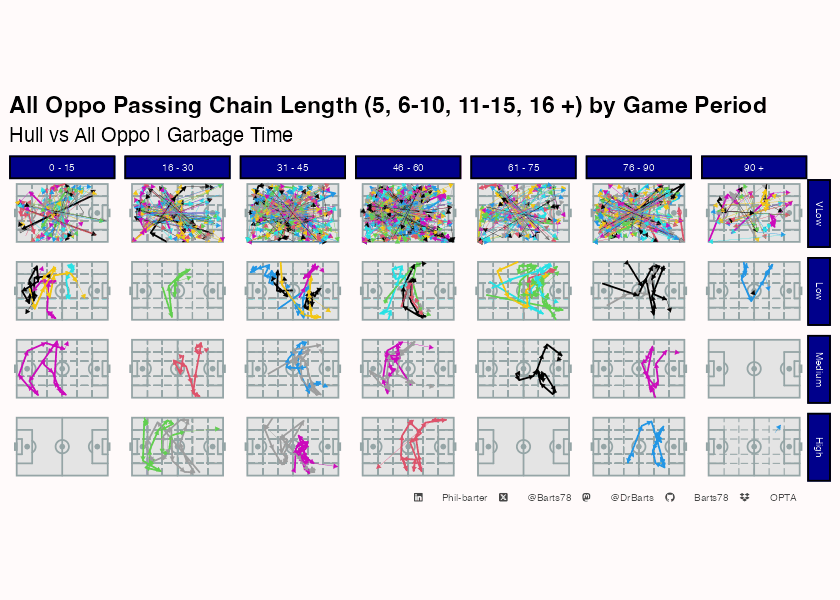 All Oppo Passing Chain Length (5, 6-10, 11-15, 16 +) by Game Period
Hull vs All Oppo I Garbage Time
0 - 15 16 - 30 31 - 45 46 - 60 61 - 75 76 - 90 90 +
V.Low
Low
Medium
High
Phil-barter @Barts78 @DrBarts Barts78 OPTA